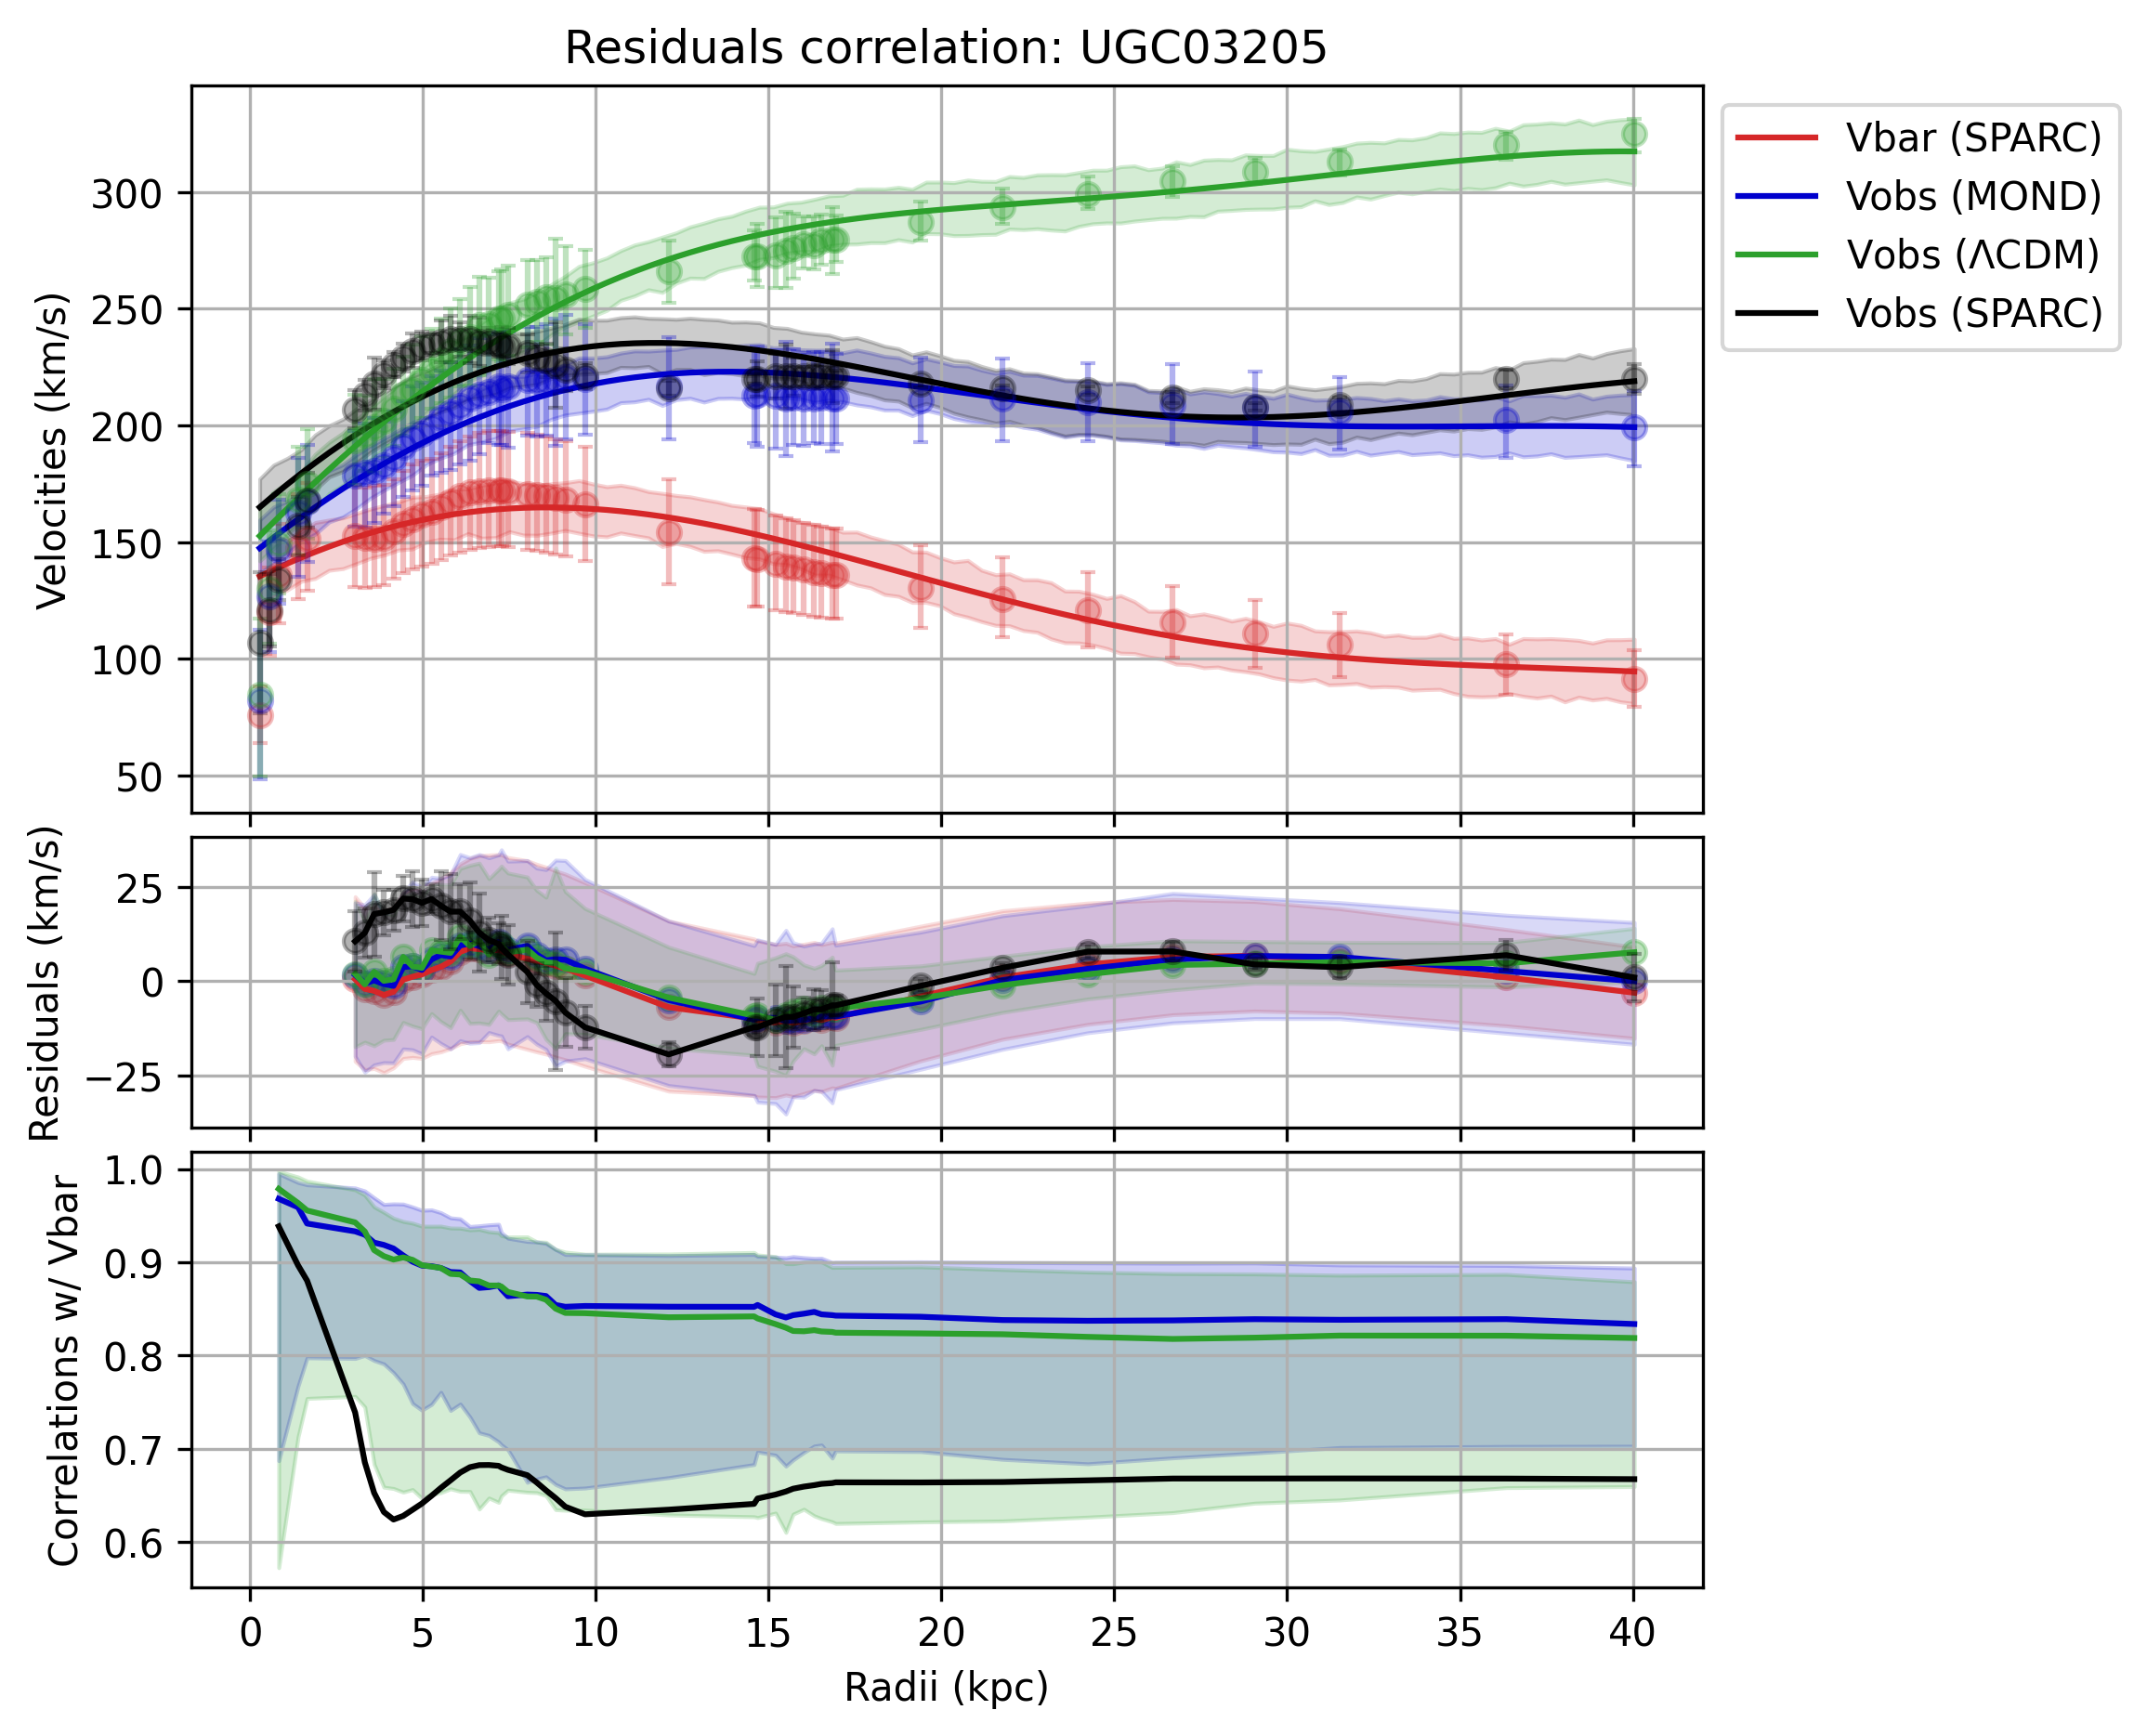 Residuals correlation: UGC03205
Velocities (km/s)
300
250
200
150
100
50
Vbar (SPARC)
Vobs (MOND)
Vobs (ΛCDM)
Vobs (SPARC)
Residuals (km/s)
25
0
−25
Correlations w/ Vbar
1.0
0.9
0.8
0.7
0.6
0 5 10 15 20 25 30 35 40
Radii (kpc)